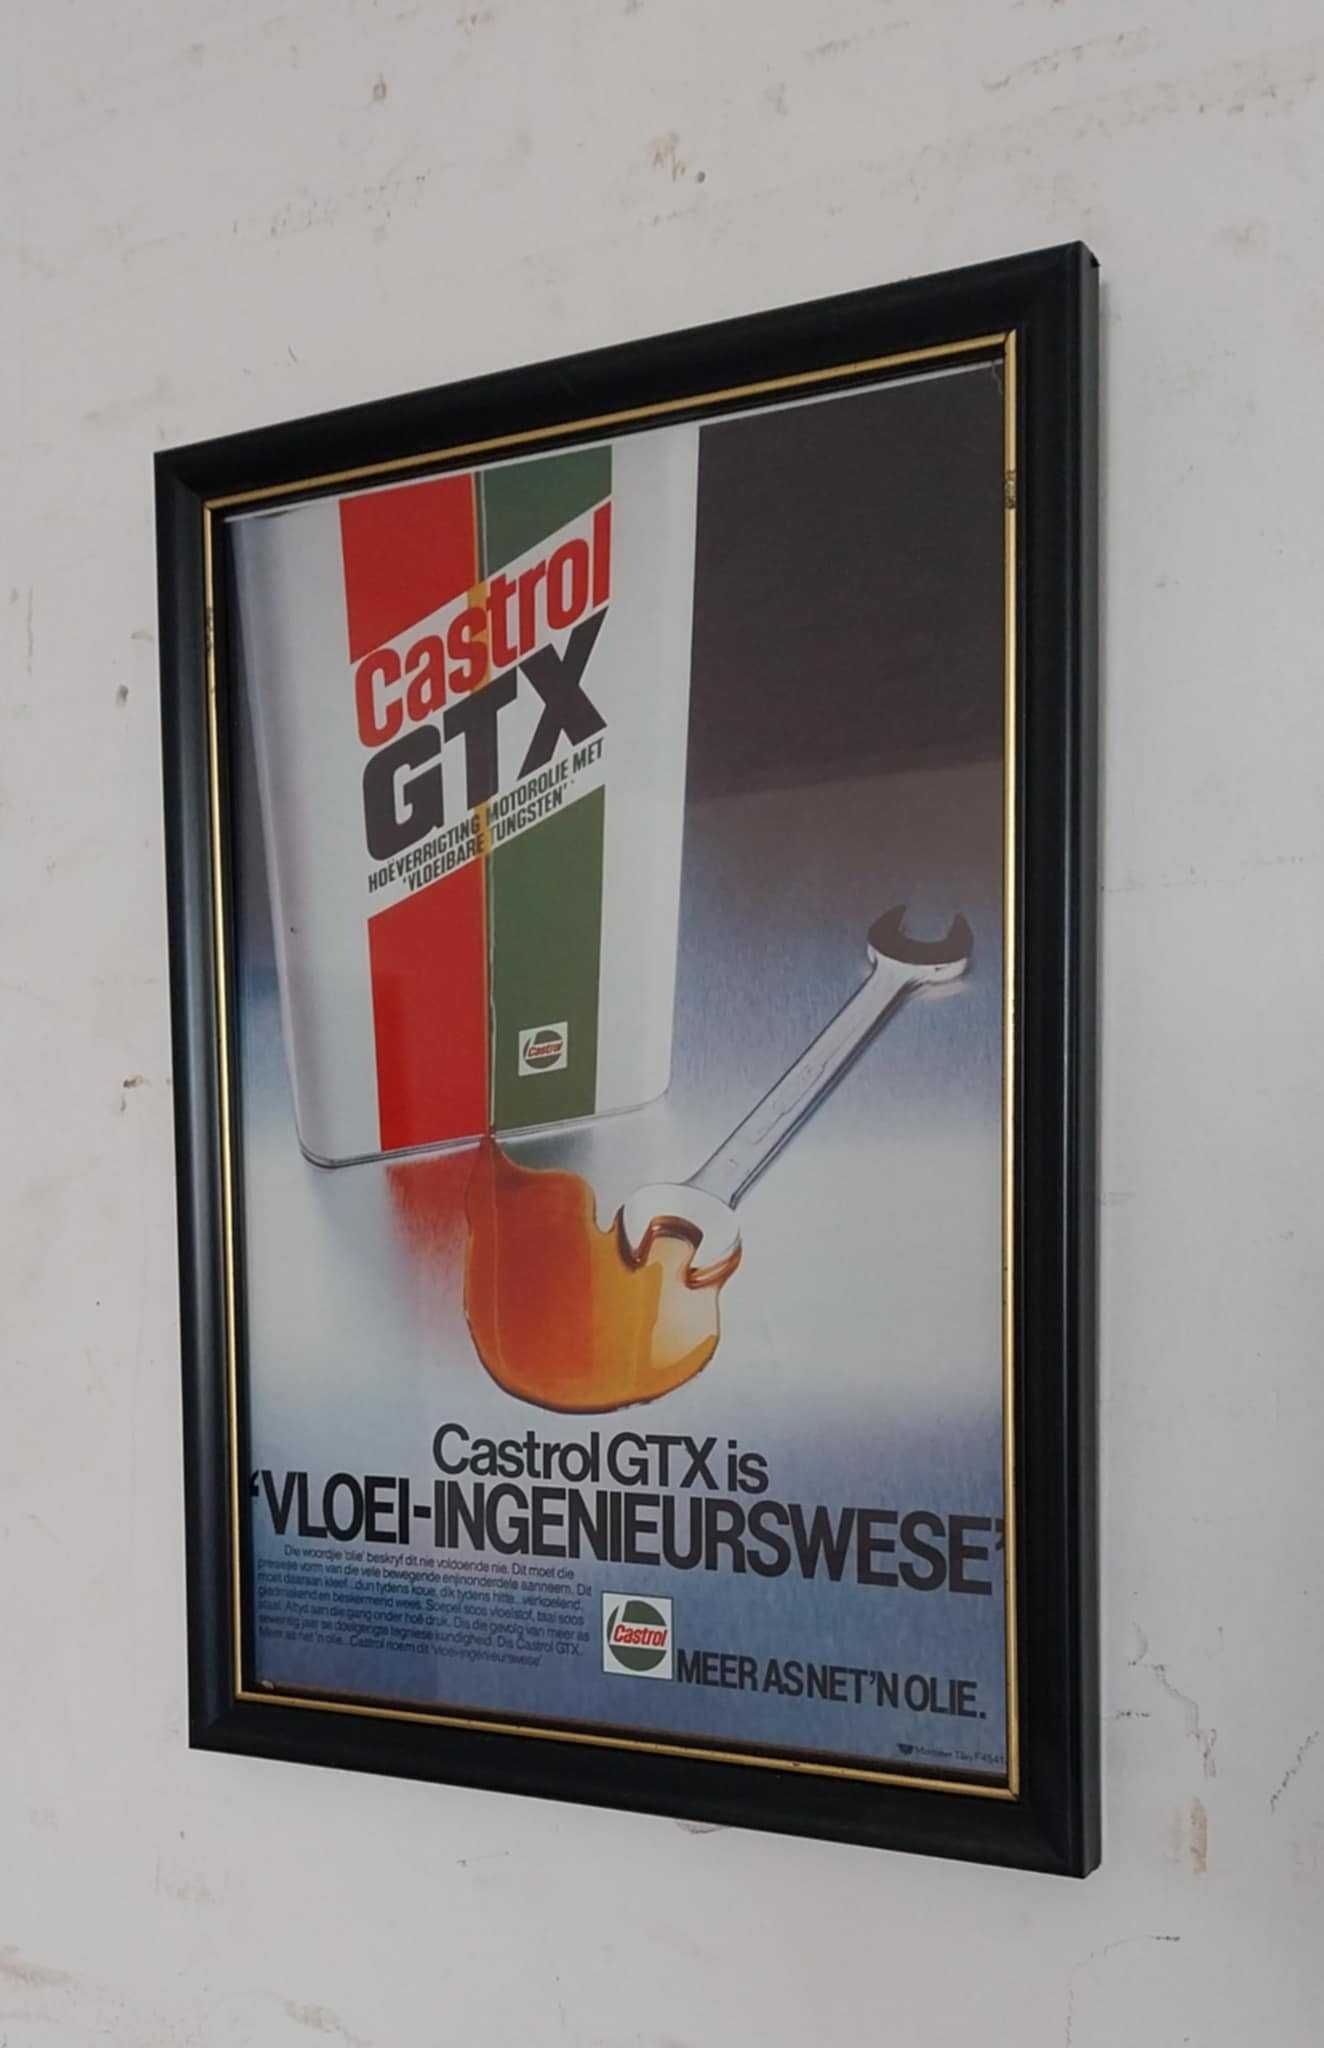 Castrol
GTX
HOËVERRIGTING MOTOROLIE MET
'VLOEIBARE TUNGSTEN'
Castrol
Castrol GTX is
'VLOEI-INGENIEURSWESE'
Die woordjie 'olie' beskryf dit nie voldoende nie. Dit moet die
presiese vorm van die vele bewegende enjinonderdele aanneem. Dit
moet daaraan kleef...dun tydens koue, dik tydens hitte...verkoelend,
gladmakend en beskermend wees. Soepel soos vloeistof, taai soos
staal. Altyd aan die gang onder hoë druk. Dis die gevolg van meer as
sewentig jaar se doelgerigte tegniese kundigheid. Dis Castrol GTX.
Meer as net 'n olie...Castrol noem dit 'vloei-ingenieurswese'
Castrol
MEER AS NET 'N OLIE.